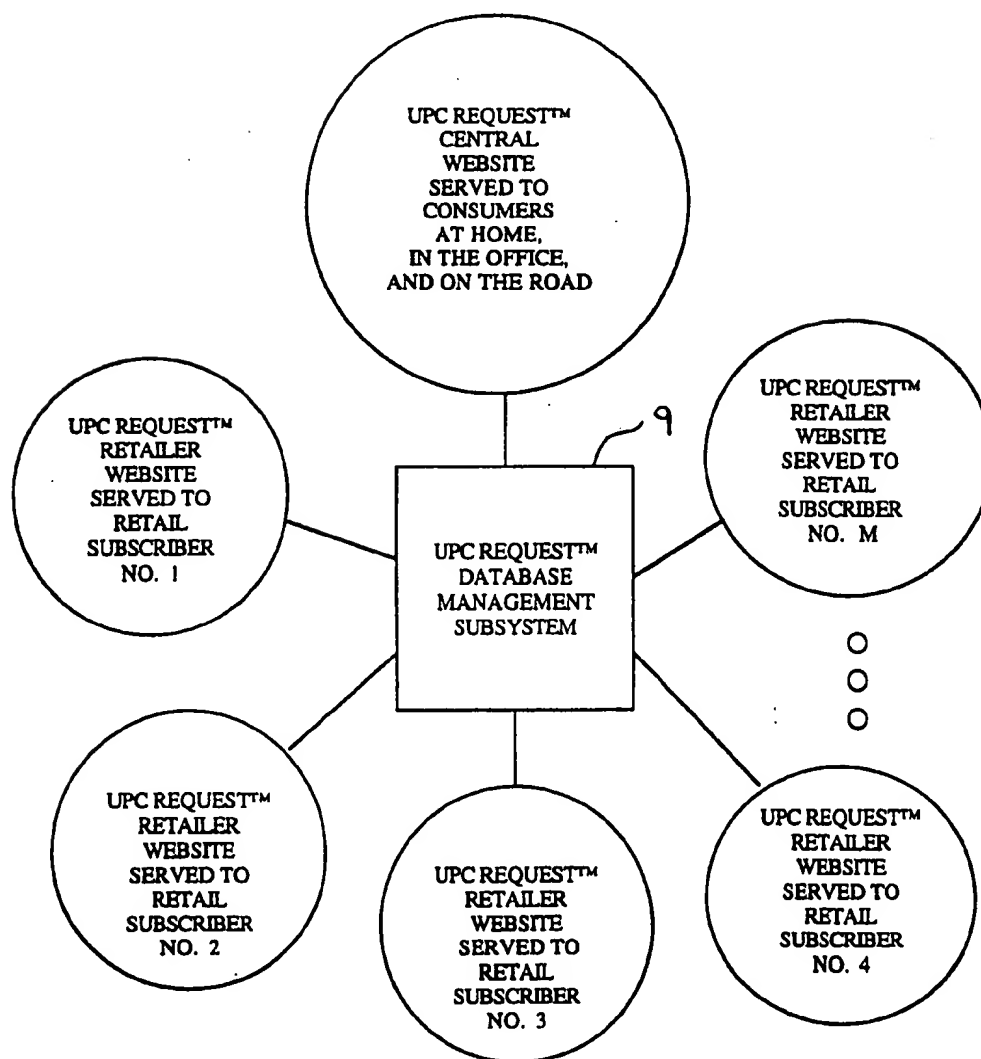 UPC REQUEST™
CENTRAL
WEBSITE
SERVED TO
CONSUMERS
AT HOME,
IN THE OFFICE,
AND ON THE ROAD
UPC REQUEST™
RETAILER
WEBSITE
SERVED TO
RETAIL
SUBSCRIBER
NO. 1
9
UPC REQUEST™
DATABASE
MANAGEMENT
SUBSYSTEM
UPC REQUEST™
RETAILER
WEBSITE
SERVED TO
RETAIL
SUBSCRIBER
NO. M
UPC REQUEST™
RETAILER
WEBSITE
SERVED TO
RETAIL
SUBSCRIBER
NO. 2
UPC REQUEST™
RETAILER
WEBSITE
SERVED TO
RETAIL
SUBSCRIBER
NO. 3
UPC REQUEST™
RETAILER
WEBSITE
SERVED TO
RETAIL
SUBSCRIBER
NO. 4